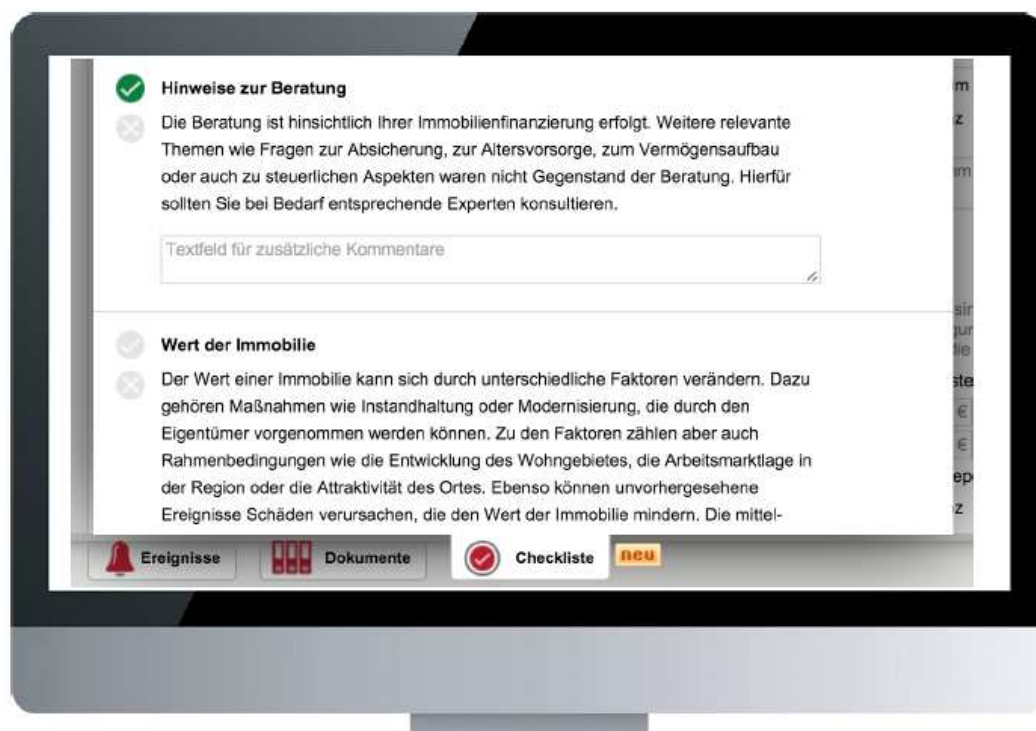 Hinweise zur Beratung
Die Beratung ist hinsichtlich Ihrer Immobilienfinanzierung erfolgt. Weitere relevante
Themen wie Fragen zur Absicherung, zur Altersvorsorge, zum Vermögensaufbau
oder auch zu steuerlichen Aspekten waren nicht Gegenstand der Beratung. Hierfür
sollten Sie bei Bedarf entsprechende Experten konsultieren.
Textfeld für zusätzliche Kommentare
Wert der Immobilie
Der Wert einer Immobilie kann sich durch unterschiedliche Faktoren verändern. Dazu
gehören Maßnahmen wie Instandhaltung oder Modernisierung, die durch den
Eigentümer vorgenommen werden können. Zu den Faktoren zählen aber auch
Rahmenbedingungen wie die Entwicklung des Wohngebietes, die Arbeitsmarktlage in
der Region oder die Attraktivität des Ortes. Ebenso können unvorhergesehene
Ereignisse Schäden verursachen, die den Wert der Immobilie mindern. Die mittel-
€
€
Ereignisse
Dokumente
Checkliste
neu